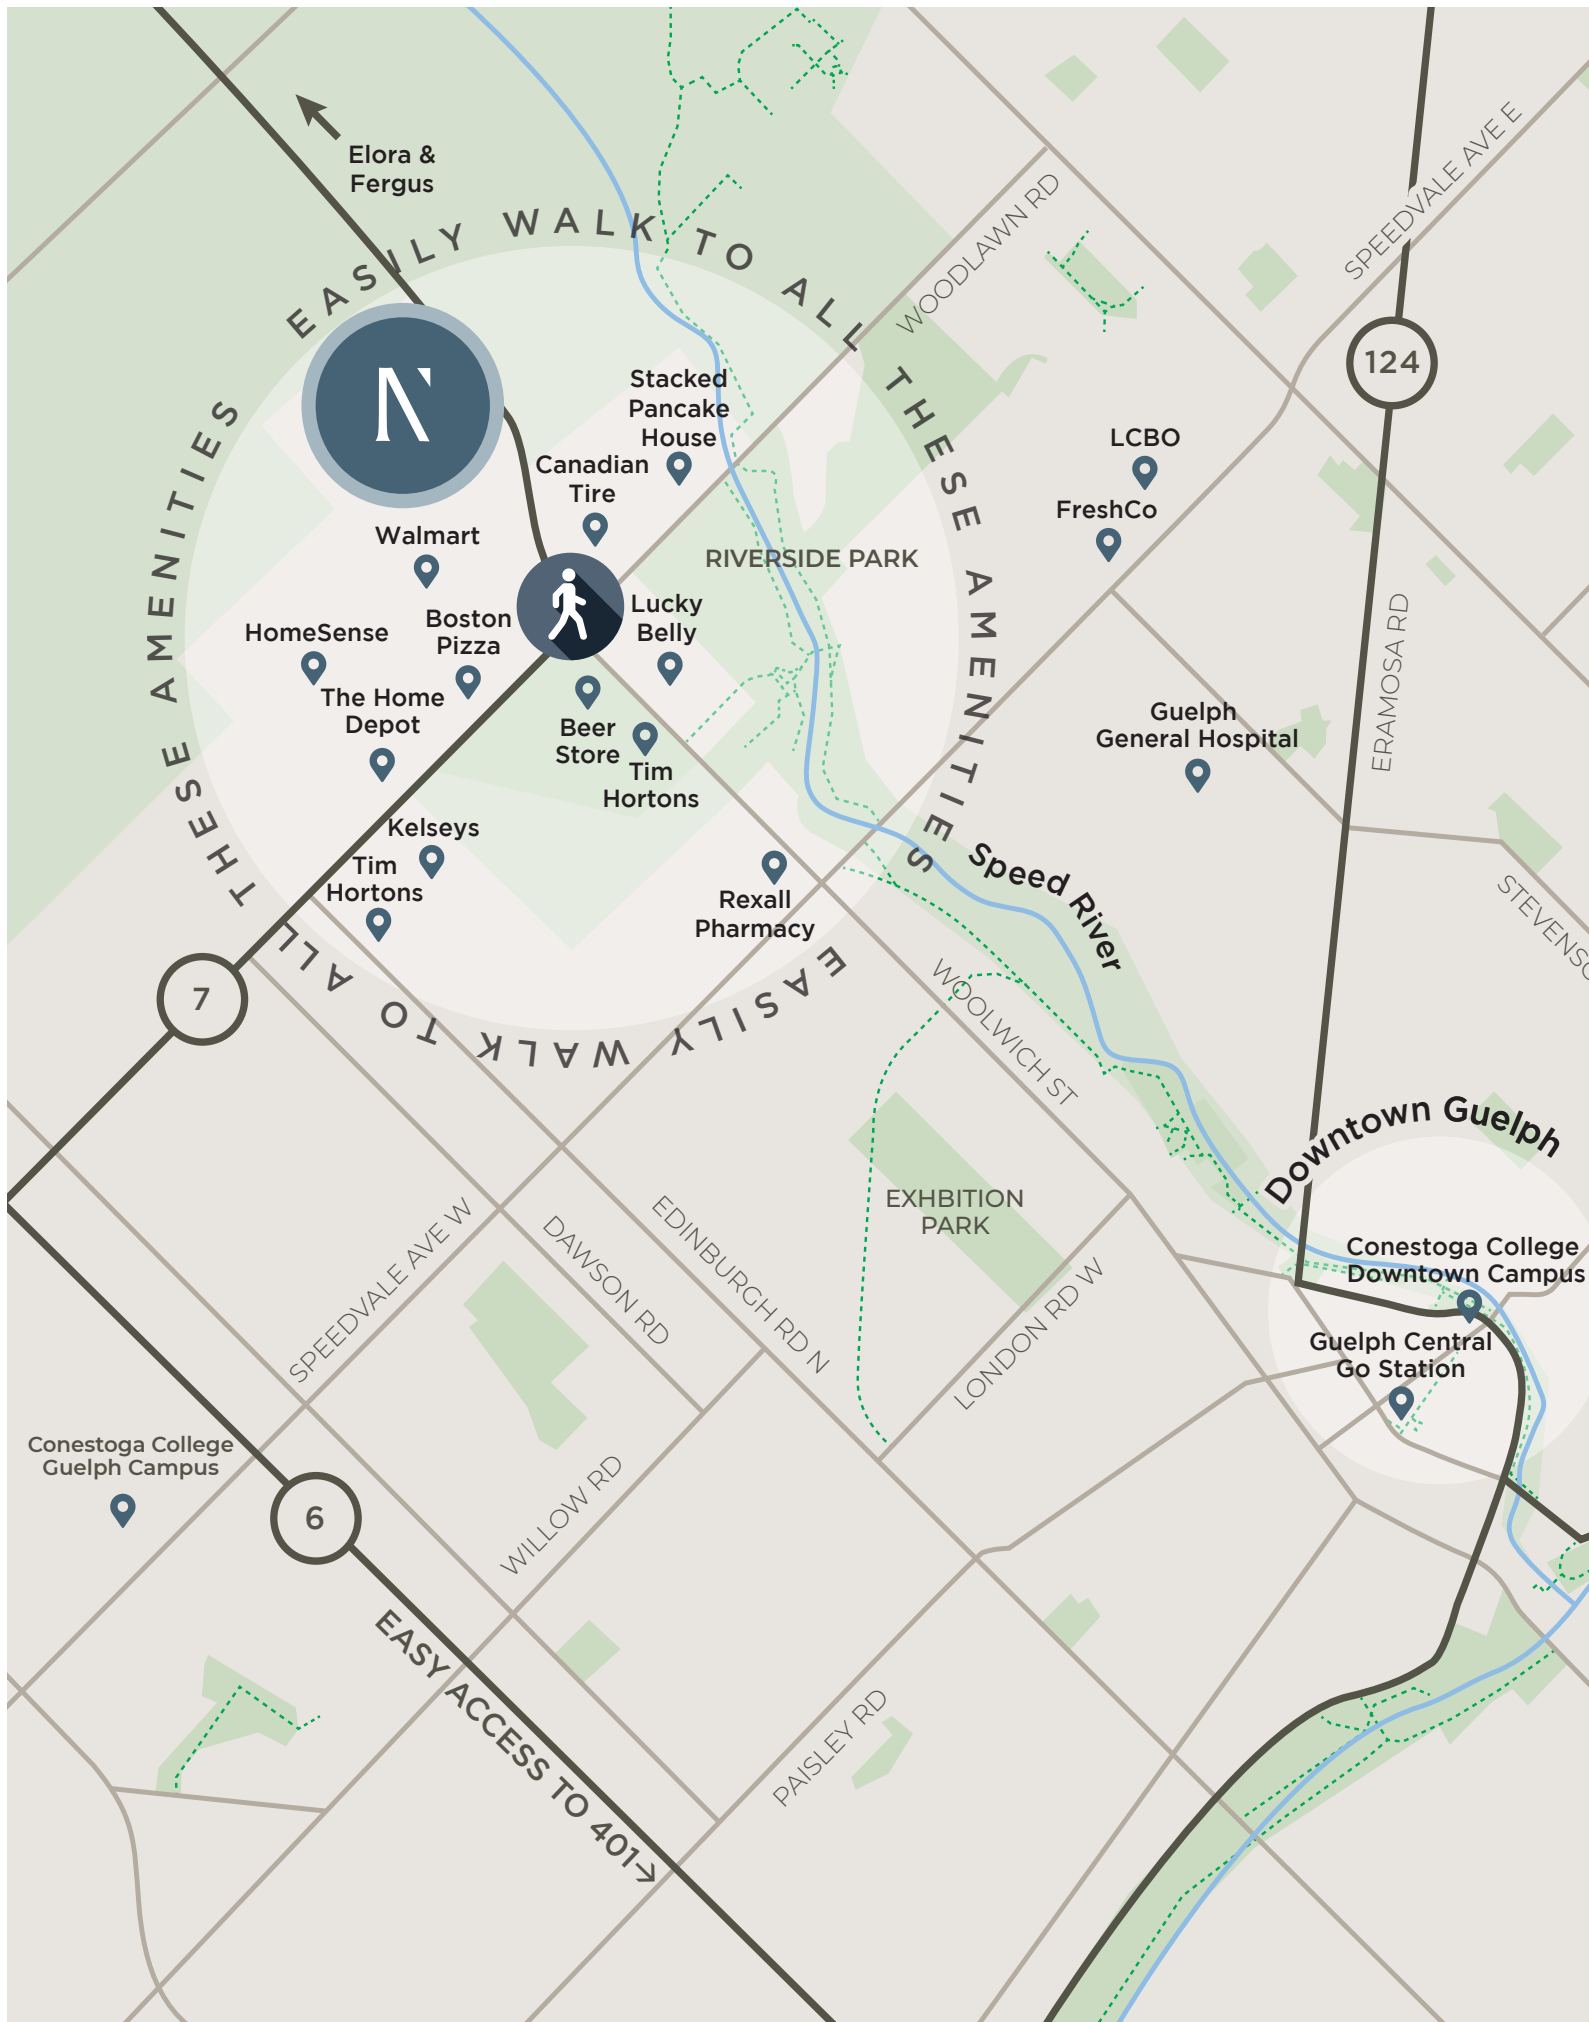 Elora &
Fergus
EASILY WALK TO ALL THESE AMENITIES
EASILY WALK TO ALL THESE AMENITIES
N
WOODLAWN RD
SPEEDVALE AVE E
124
Stacked
Pancake
House
Canadian
Tire
LCBO
FreshCo
Walmart
RIVERSIDE PARK
Lucky
Belly
Boston
Pizza
HomeSense
The Home
Depot
Beer
Store
Tim
Hortons
ERAMOSA RD
Guelph
General Hospital
Kelseys
Tim
Hortons
Rexall
Pharmacy
Speed River
STEVENSO
7
WOOLWICH ST
Downtown Guelph
EXHBITION
PARK
Conestoga College
Downtown Campus
Guelph Central
Go Station
SPEEDVALE AVE W
DAWSON RD
EDINBURGH RD N
LONDON RD W
Conestoga College
Guelph Campus
6
WILLOW RD
EASY ACCESS TO 401→
PAISLEY RD